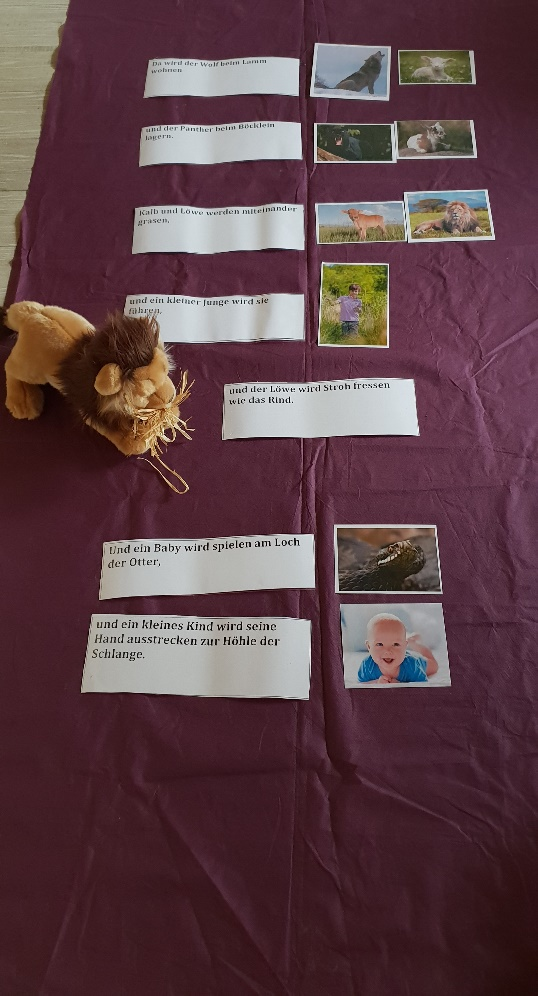 Da wird der Wolf beim Lamm
wohnen
und der Panther beim Böcklein
lagern.
Kalb und Löwe werden miteinander
grasen,
und ein kleiner Junge wird sie
führen.
und der Löwe wird Stroh fressen
wie das Rind.
Und ein Baby wird spielen am Loch
der Otter,
und ein kleines Kind wird seine
Hand ausstrecken zur Höhle der
Schlange.